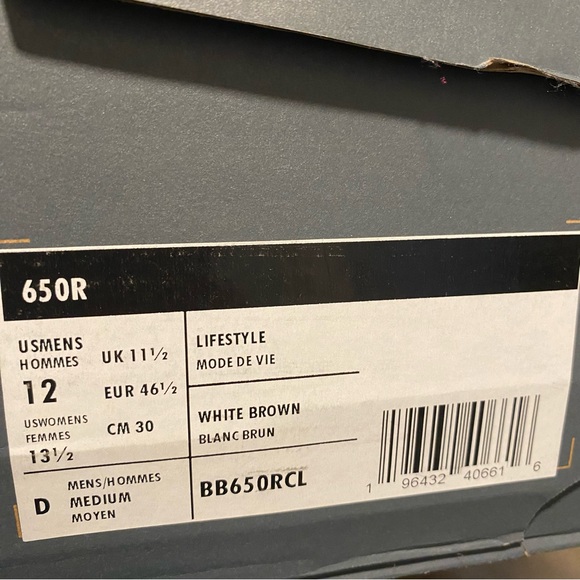 650R
USMENS
HOMMES
12
USWOMENS
FEMMES
13½
UK 11½
EUR 46½
CM 30
D
MENS/HOMMES
MEDIUM
MOYEN
LIFESTYLE
MODE DE VIE
WHITE BROWN
BLANC BRUN
BB650RCL
1 96432 40661 6